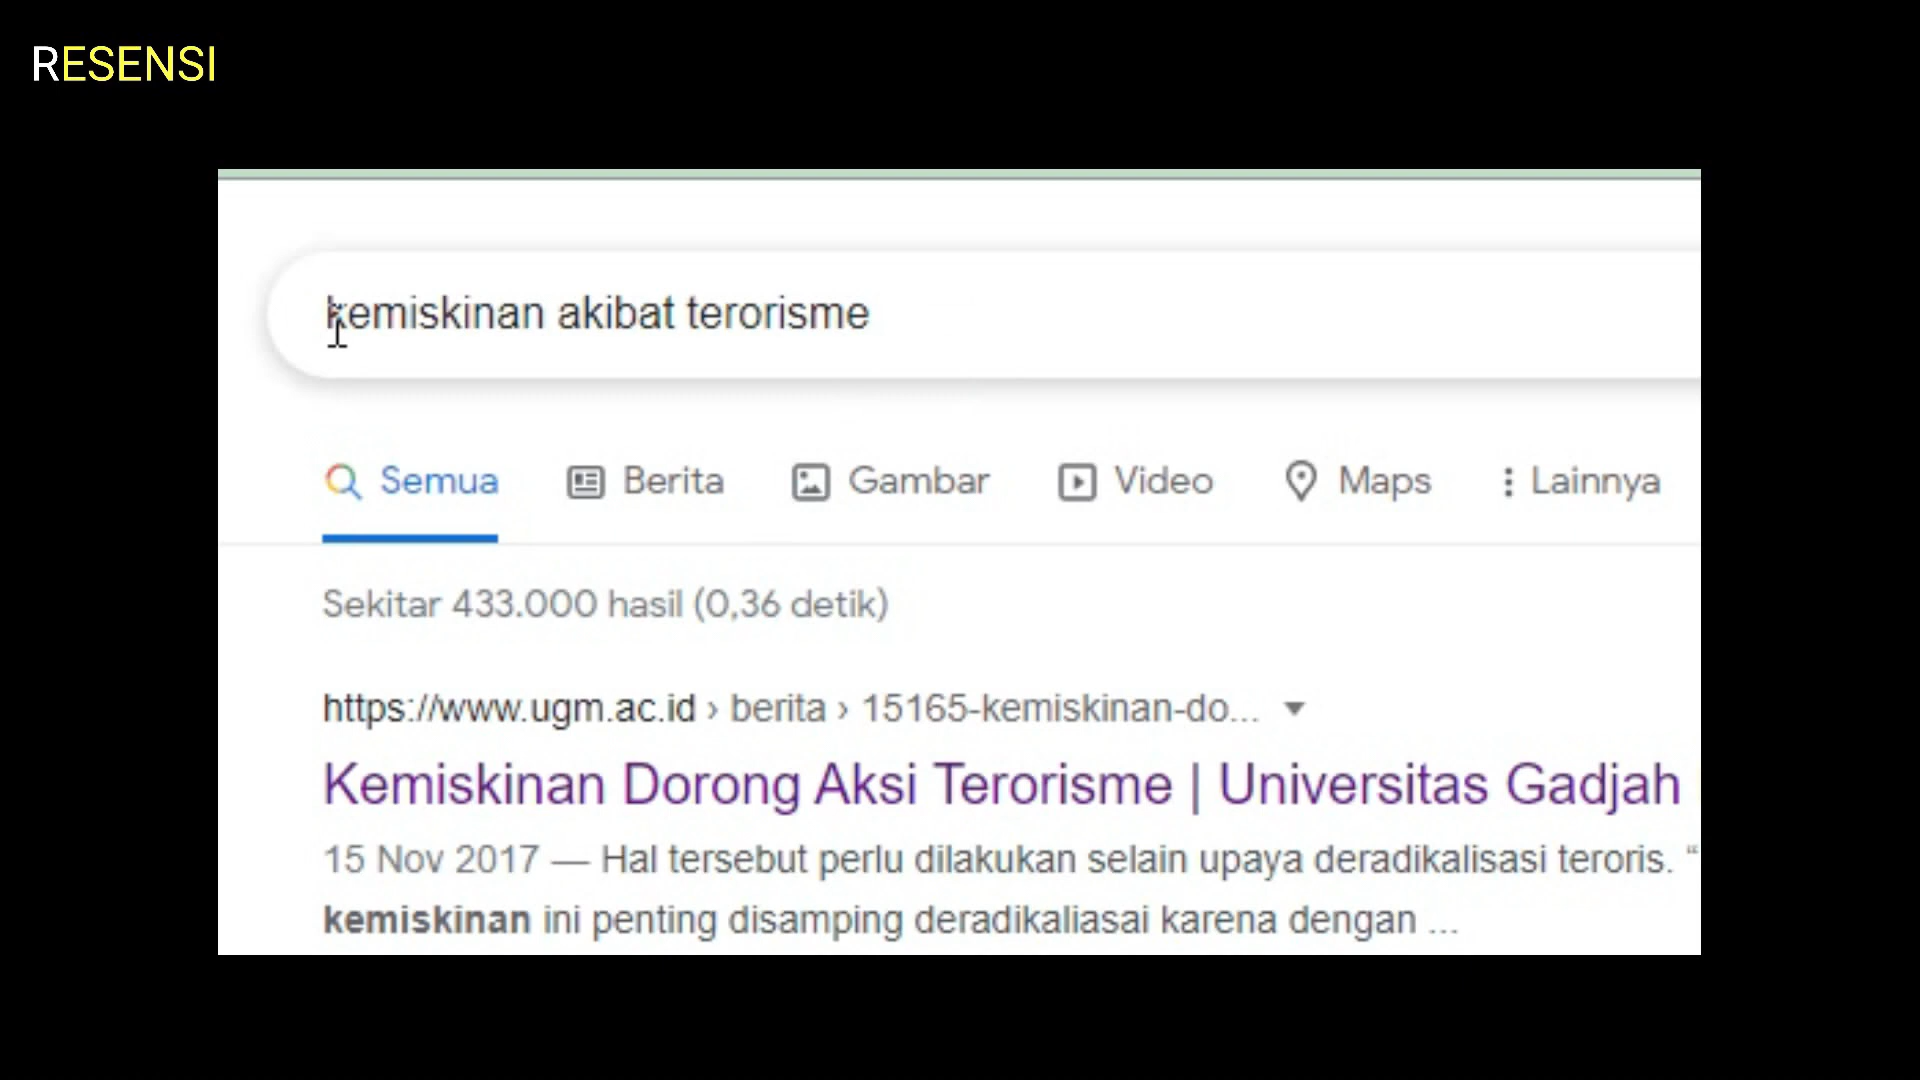 RESENSI
kemiskinan akibat terorisme
Semua Berita Gambar Video Maps Lainnya
Sekitar 433.000 hasil (0,36 detik)
https://www.ugm.ac.id › berita › 15165-kemiskinan-do...
Kemiskinan Dorong Aksi Terorisme | Universitas Gadjah
15 Nov 2017 — Hal tersebut perlu dilakukan selain upaya deradikalisasi teroris. “
kemiskinan ini penting disamping deradikaliasai karena dengan ...